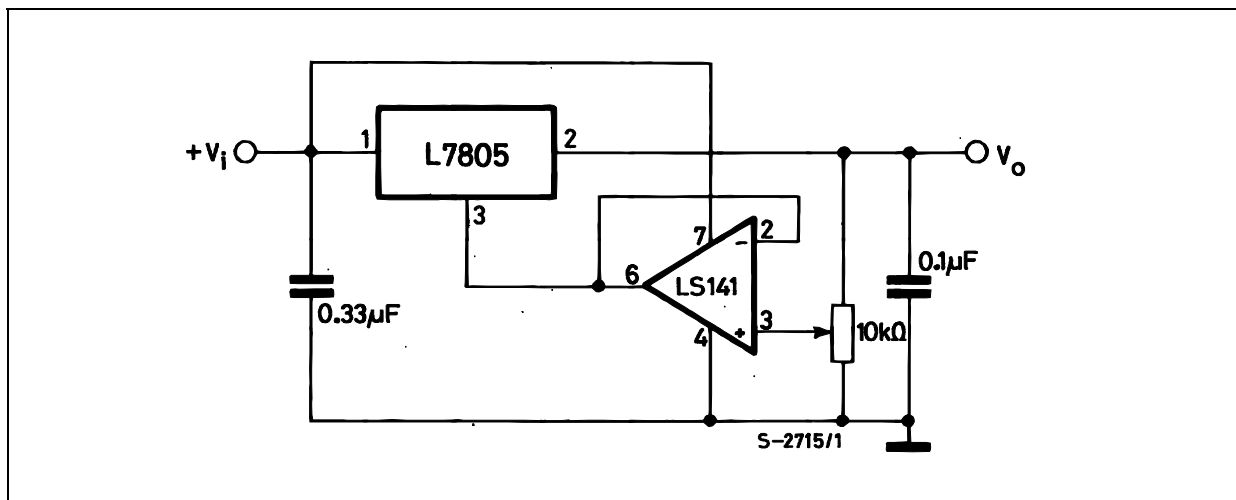 +Vi
1
L7805
2
Vo
3
7
2
-
6
LS141
0.1µF
0.33µF
4
+
3
10kΩ
S-2715/1